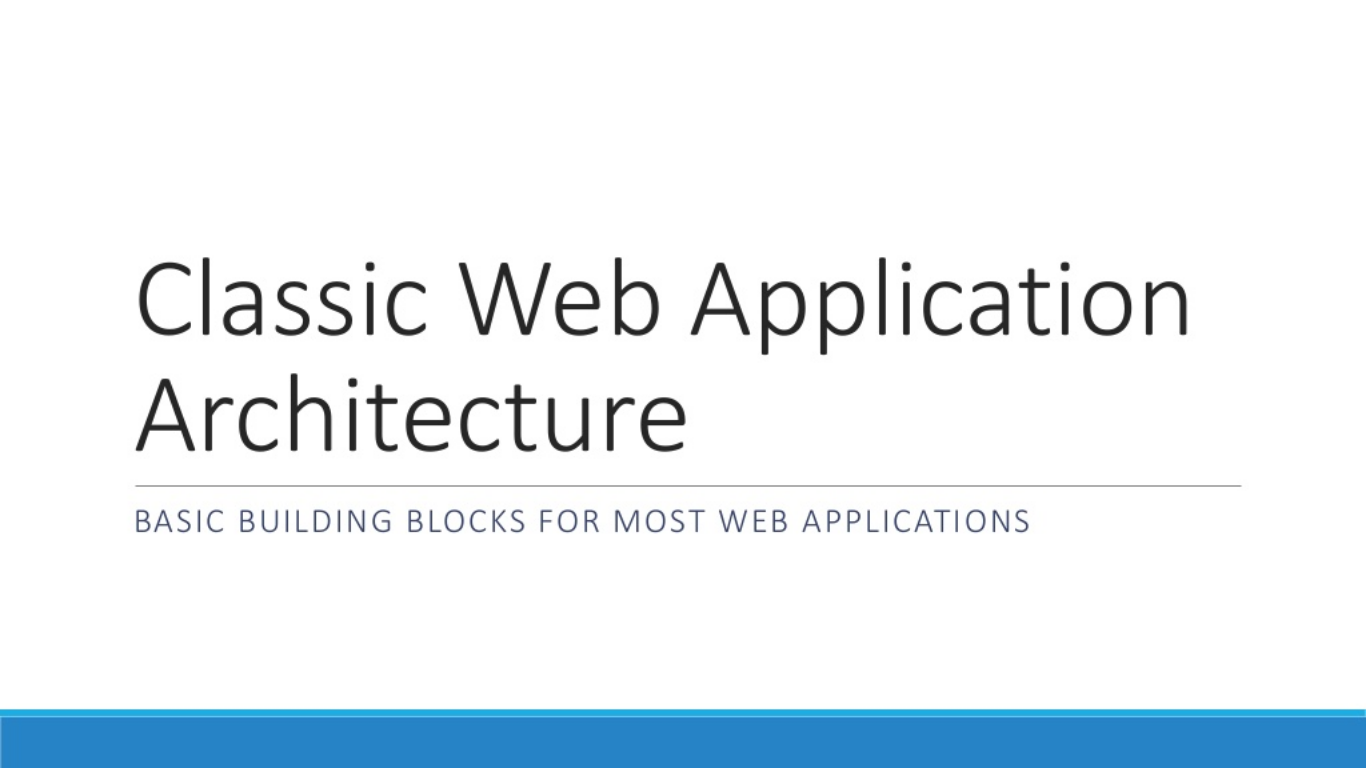 Classic Web Application
Architecture
BASIC BUILDING BLOCKS FOR MOST WEB APPLICATIONS